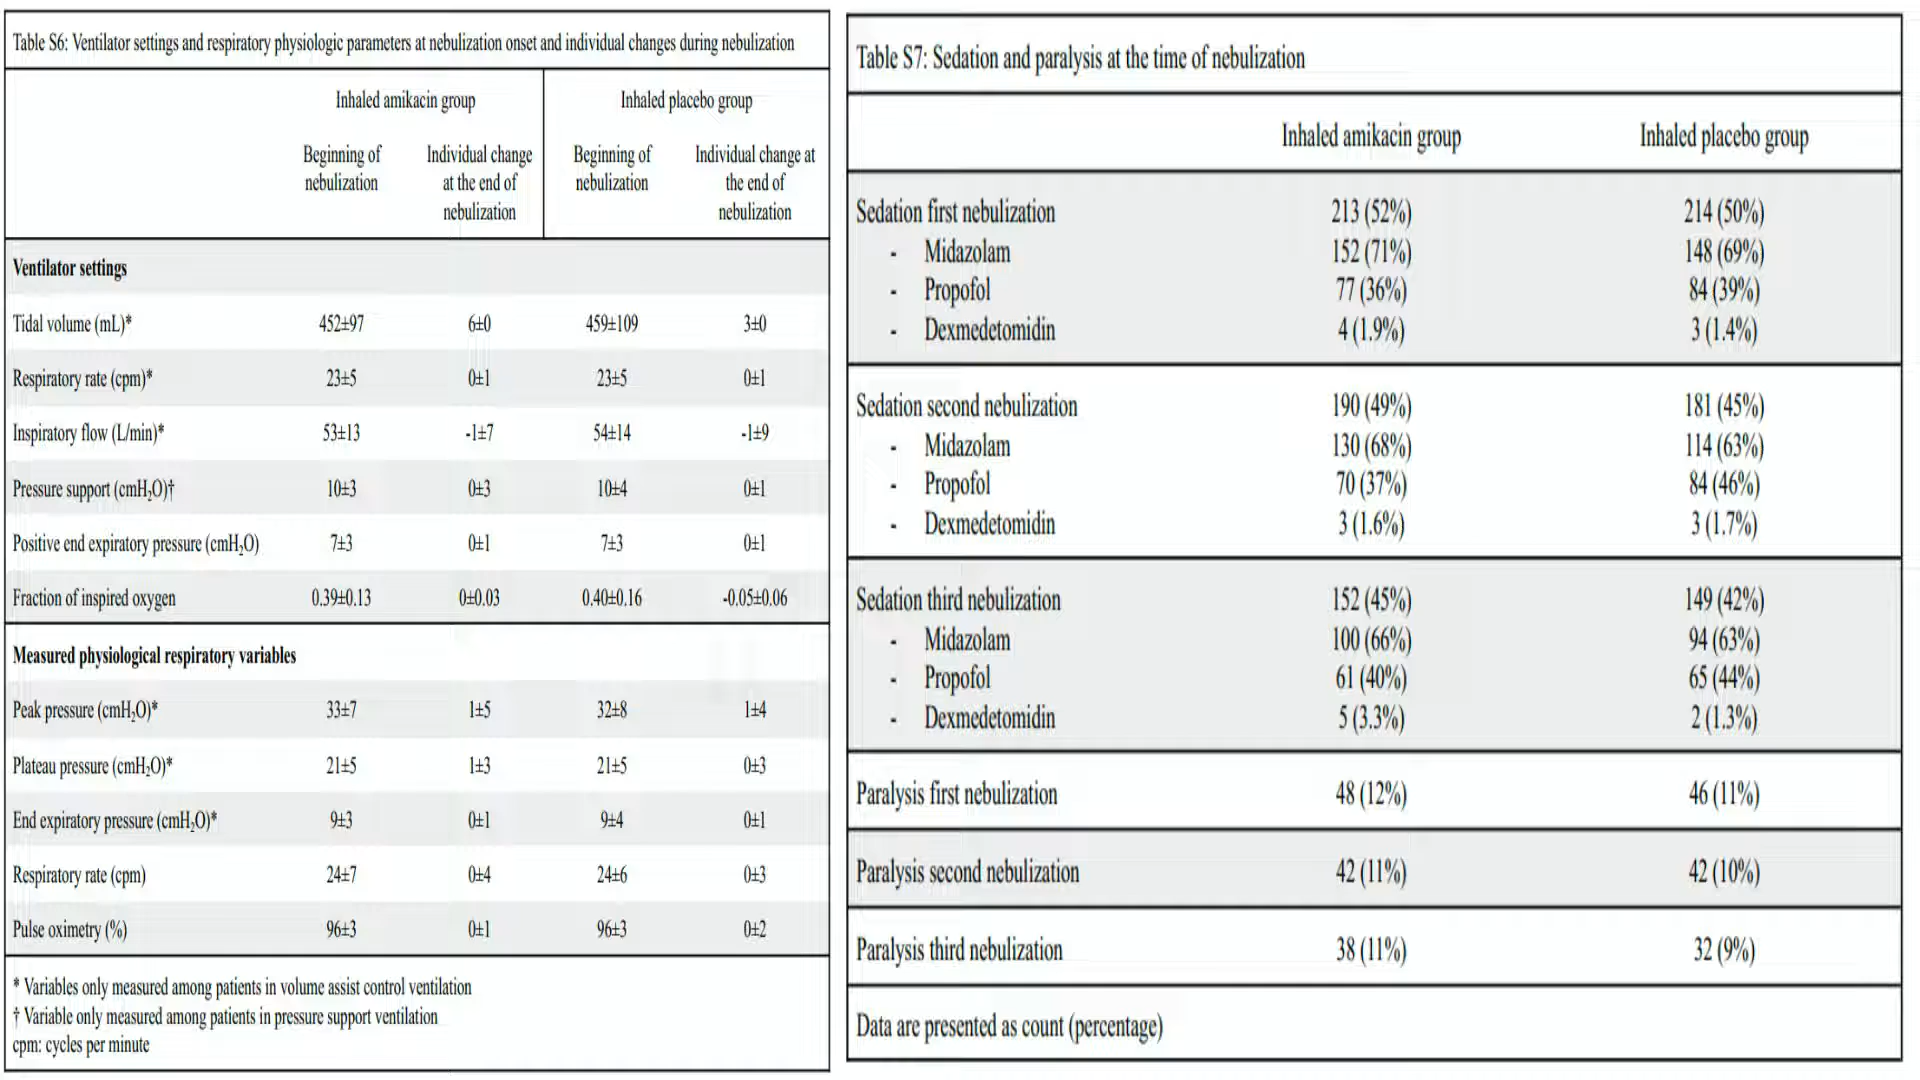 Table S6: Ventilator settings and respiratory physiologic parameters at nebulization onset and individual changes during nebulization
Inhaled amikacin group Inhaled placebo group
Beginning of nebulization Individual change at the end of nebulization Beginning of nebulization Individual change at the end of nebulization
Ventilator settings
Tidal volume (mL)* 452±97 6±0 459±109 3±0
Respiratory rate (cpm)* 23±5 0±1 23±5 0±1
Inspiratory flow (L/min)* 53±13 -1±7 54±14 -1±9
Pressure support (cmH₂O)† 10±3 0±3 10±4 0±1
Positive end expiratory pressure (cmH₂O) 7±3 0±1 7±3 0±1
Fraction of inspired oxygen 0.39±0.13 0±0.03 0.40±0.16 -0.05±0.06
Measured physiological respiratory variables
Peak pressure (cmH₂O)* 33±7 1±5 32±8 1±4
Plateau pressure (cmH₂O)* 21±5 1±3 21±5 0±3
End expiratory pressure (cmH₂O)* 9±3 0±1 9±4 0±1
Respiratory rate (cpm) 24±7 0±4 24±6 0±3
Pulse oximetry (%) 96±3 0±1 96±3 0±2
* Variables only measured among patients in volume assist control ventilation
† Variable only measured among patients in pressure support ventilation
cpm: cycles per minute
Table S7: Sedation and paralysis at the time of nebulization
Inhaled amikacin group Inhaled placebo group
Sedation first nebulization 213 (52%) 214 (50%)
- Midazolam 152 (71%) 148 (69%)
- Propofol 77 (36%) 84 (39%)
- Dexmedetomidin 4 (1.9%) 3 (1.4%)
Sedation second nebulization 190 (49%) 181 (45%)
- Midazolam 130 (68%) 114 (63%)
- Propofol 70 (37%) 84 (46%)
- Dexmedetomidin 3 (1.6%) 3 (1.7%)
Sedation third nebulization 152 (45%) 149 (42%)
- Midazolam 100 (66%) 94 (63%)
- Propofol 61 (40%) 65 (44%)
- Dexmedetomidin 5 (3.3%) 2 (1.3%)
Paralysis first nebulization 48 (12%) 46 (11%)
Paralysis second nebulization 42 (11%) 42 (10%)
Paralysis third nebulization 38 (11%) 32 (9%)
Data are presented as count (percentage)